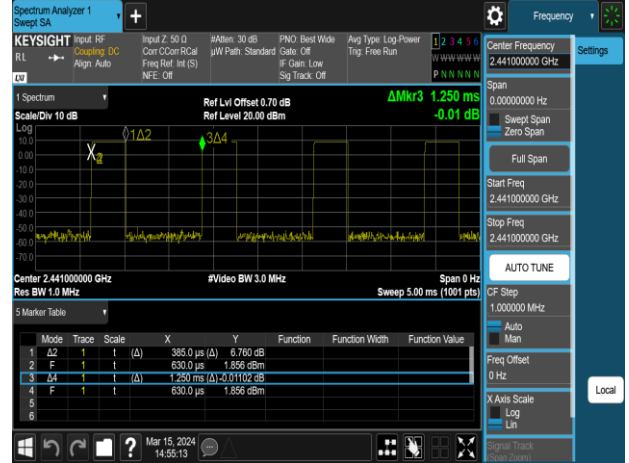 Spectrum Analyzer 1
Swept SA
+
Frequency
KEYSIGHT
Input: RF
Coupling: DC
Align: Auto
Input Z: 50 Ω
Corr CCorr RCal
Freq Ref: Int (S)
NFE: Off
#Atten: 30 dB
µW Path: Standard
PNO: Best Wide
Gate: Off
IF Gain: Low
Sig Track: Off
Avg Type: Log-Power
Trig: Free Run
1 2 3 4 5 6
W W W W W W
P N N N N N
RL
LXI
Center Frequency
2.441000000 GHz
Settings
1 Spectrum
Scale/Div 10 dB
Ref Lvl Offset 0.70 dB
Ref Level 20.00 dBm
ΔMkr3 1.250 ms
-0.01 dB
Span
0.00000000 Hz
Swept Span
Zero Span
Log
10.0
0.00
-10.0
-20.0
-30.0
-40.0
-50.0
-60.0
-70.0
1Δ2
3Δ4
Full Span
Start Freq
2.441000000 GHz
Stop Freq
2.441000000 GHz
AUTO TUNE
Center 2.441000000 GHz
Res BW 1.0 MHz
#Video BW 3.0 MHz
Span 0 Hz
Sweep 5.00 ms (1001 pts)
CF Step
1.000000 MHz
Auto
Man
5 Marker Table
Mode Trace Scale X Y Function Function Width Function Value
1 Δ2 1 t (Δ) 385.0 µs (Δ) 6.760 dB
2 F 1 t 630.0 µs 1.856 dBm
3 Δ4 1 t (Δ) 1.250 ms (Δ) -0.01102 dB
4 F 1 t 630.0 µs 1.856 dBm
5
6
Freq Offset
0 Hz
X Axis Scale
Log
Lin
Local
Signal Track
(Span Zoom)
?
Mar 15, 2024
14:55:13